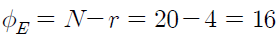 ϕ_E = N − r = 20 − 4 = 16